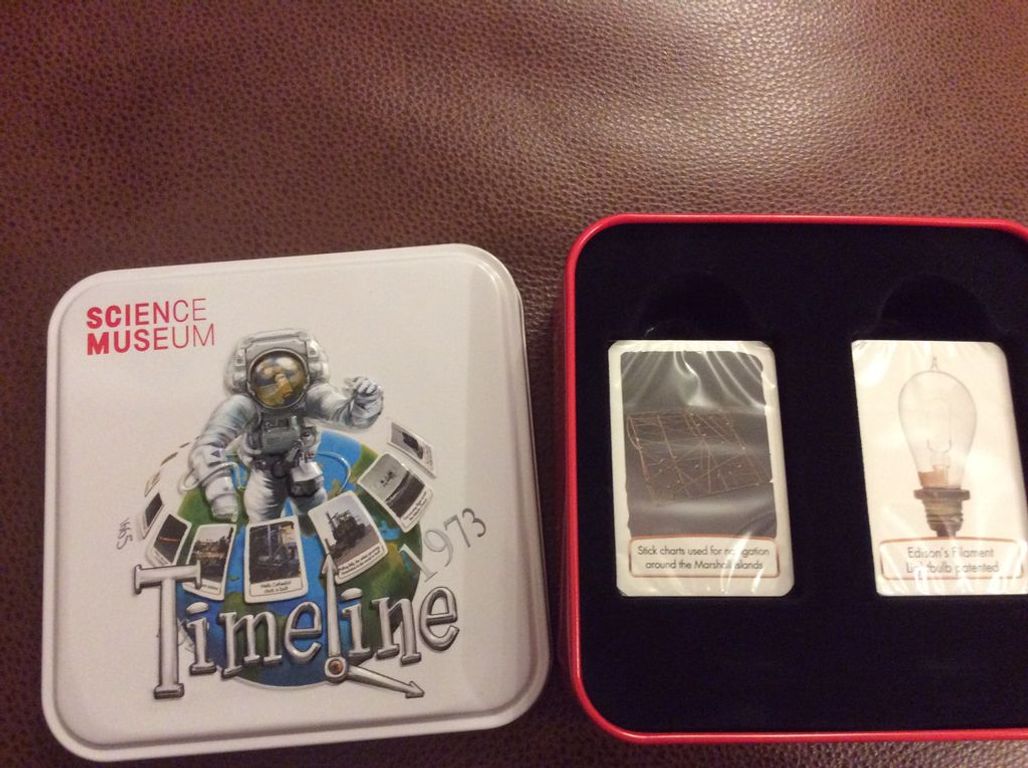 SCIENCE
MUSEUM
1973
Timeline
Stick charts used for navigation
around the Marshall Islands
Edison's Filament
Lightbulb patented